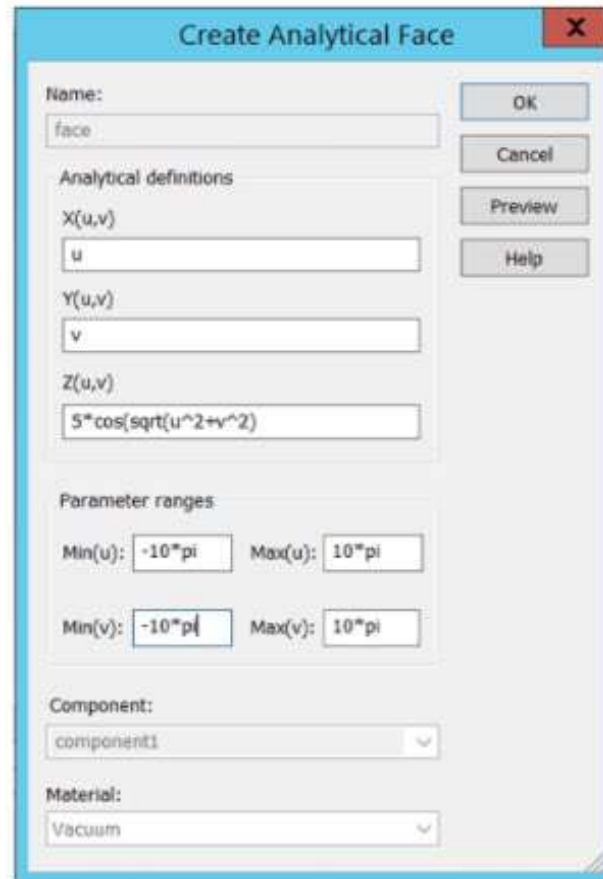 Create Analytical Face
X
Name:
face
OK
Cancel
Preview
Help
Analytical definitions
X(u,v)
u
Y(u,v)
v
Z(u,v)
5*cos(sqrt(u^2+v^2)
Parameter ranges
Min(u): -10*pi Max(u): 10*pi
Min(v): -10*pi Max(v): 10*pi
Component:
component1
Material:
Vacuum